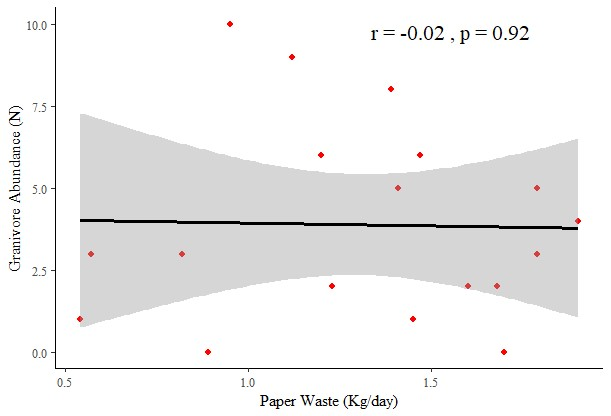 r = -0.02 , p = 0.92
10.0
7.5
5.0
2.5
0.0
Granivore Abundance (N)
0.5 1.0 1.5
Paper Waste (Kg/day)